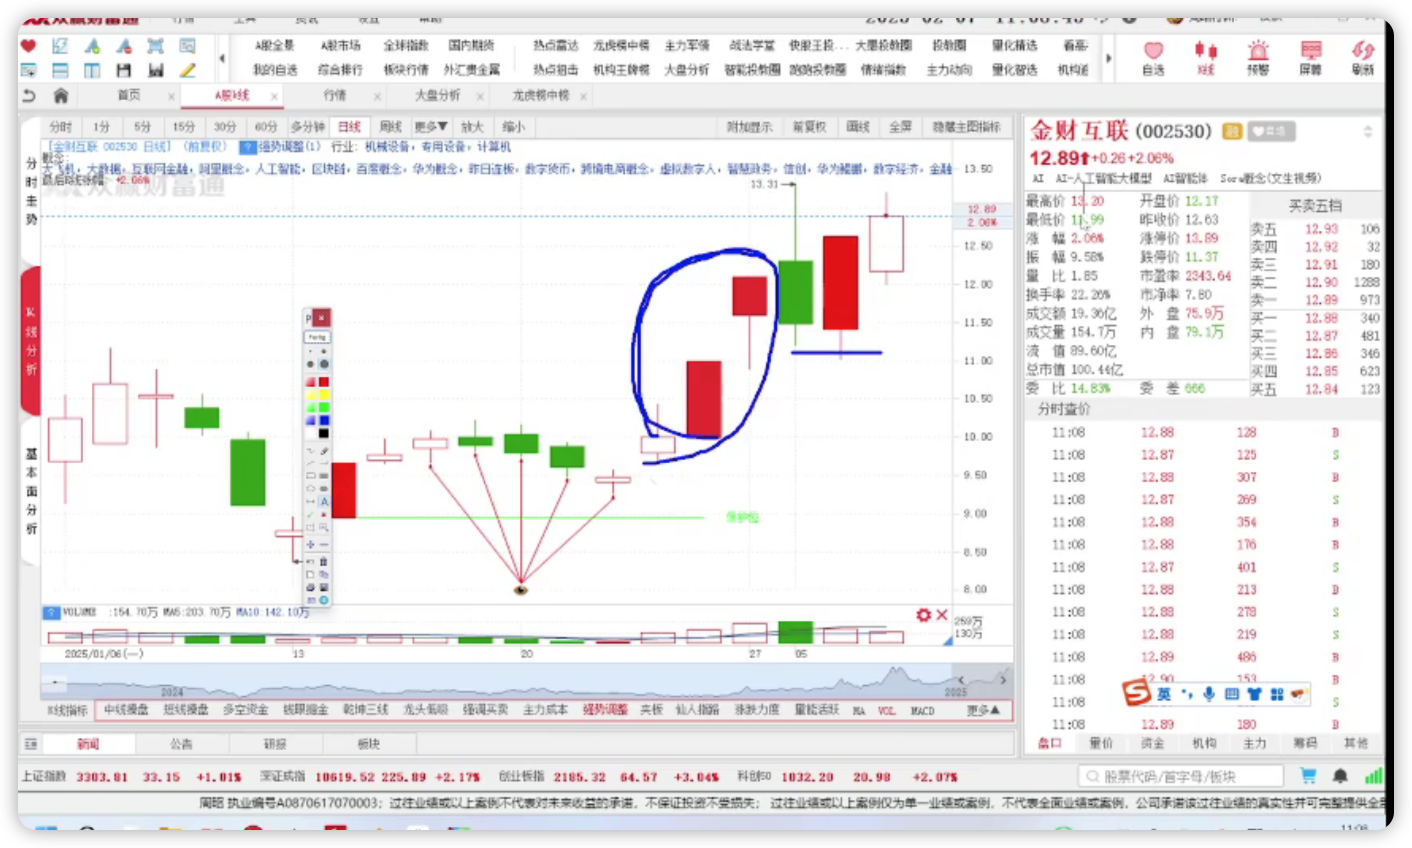 A股全景 A股市场 全球指数 国内期货 热点雷达 龙虎榜中榜 主力军情 战法学堂 快股王投... 大愚投教圈 投教圈 量化精选
我的自选 综合排行 板块行情 外汇贵金属 热点狙击 机构王牌榜 大盘分析 智能投教圈 情绪指数 主力动向 量化智选
自选 K线 预警 屏幕 刷新
首页 A股K线 行情 大盘分析 龙虎榜中榜
分时 1分 5分 15分 30分 60分 多分钟 日线 周线 更多▼ 放大 缩小 附加显示 前复权 画线 全屏 隐藏主图指标
[金财互联 002530 日线] (前复权) ? 强势调整(1) 行业: 机械设备, 专用设备, 计算机
概念:
大飞机, 大数据, 互联网金融, 阿里概念, 人工智能, 区块链, 百度概念, 华为概念, 昨日连板, 数字货币, 跨境电商概念, 虚拟数字人, 智慧政务, 信创, 华为鲲鹏, 数字经济, 金融
+2.06%
众赢财富通
分时走势
K线分析
基本面分析
13.31
13.50
12.89
2.06%
12.50
12.00
11.50
11.00
10.50
10.00
9.50
9.00
8.50
8.00
? VOLUME :154.70万 MA5:203.70万 MA10:142.10万
259万
130万
2025/01/06(一) 13 20 27 05
2024 2025
K线指标 中线操盘 短线操盘 多空资金 钱眼掘金 乾坤三线 龙头低吸 强调买卖 主力成本 强势调整 夹板 仙人指路 涨跌力度 量能活跃 MA VOL MACD 更多▲
新闻 公告 研报 板块
金财互联 (002530) 融
12.89 +0.26 +2.06%
AI AI-人工智能大模型 AI智能体 Sora概念(文生视频)
最高价 13.20 开盘价 12.17
最低价 11.99 昨收价 12.63
涨 幅 2.06% 涨停价 13.89
振 幅 9.58% 跌停价 11.37
量 比 1.85 市盈率 2343.64
换手率 22.26% 市净率 7.80
成交额 19.36亿 外 盘 75.9万
成交量 154.7万 内 盘 79.1万
流 值 89.60亿
总市值 100.44亿
委 比 14.83% 委 差 666
买卖五档
卖五 12.93 106
卖四 12.92 32
卖三 12.91 180
卖二 12.90 1288
卖一 12.89 973
买一 12.88 340
买二 12.87 481
买三 12.86 346
买四 12.85 623
买五 12.84 123
分时查价
11:08 12.88 128 B
11:08 12.87 125 S
11:08 12.88 307 B
11:08 12.87 269 S
11:08 12.88 354 B
11:08 12.88 176 B
11:08 12.87 401 S
11:08 12.88 213 B
11:08 12.88 278 S
11:08 12.88 219 S
11:08 12.89 486 B
11:08 12.90 153 B
11:08
11:08 12.89 180 B
英
盘口 量价 资金 机构 主力 筹码 其他
上证指数 3303.81 33.15 +1.01% 深证成指 10619.52 225.89 +2.17% 创业板指 2185.32 64.57 +3.04% 科创50 1032.20 20.98 +2.07%
股票代码/首字母/板块
周昭 执业编号A0870617070003; 过往业绩或以上案例不代表对未来收益的承诺, 不保证投资不受损失; 过往业绩或以上案例仅为单一业绩或案例, 不代表全面业绩或案例, 公司承诺该过往业绩的真实性并可完整提供全